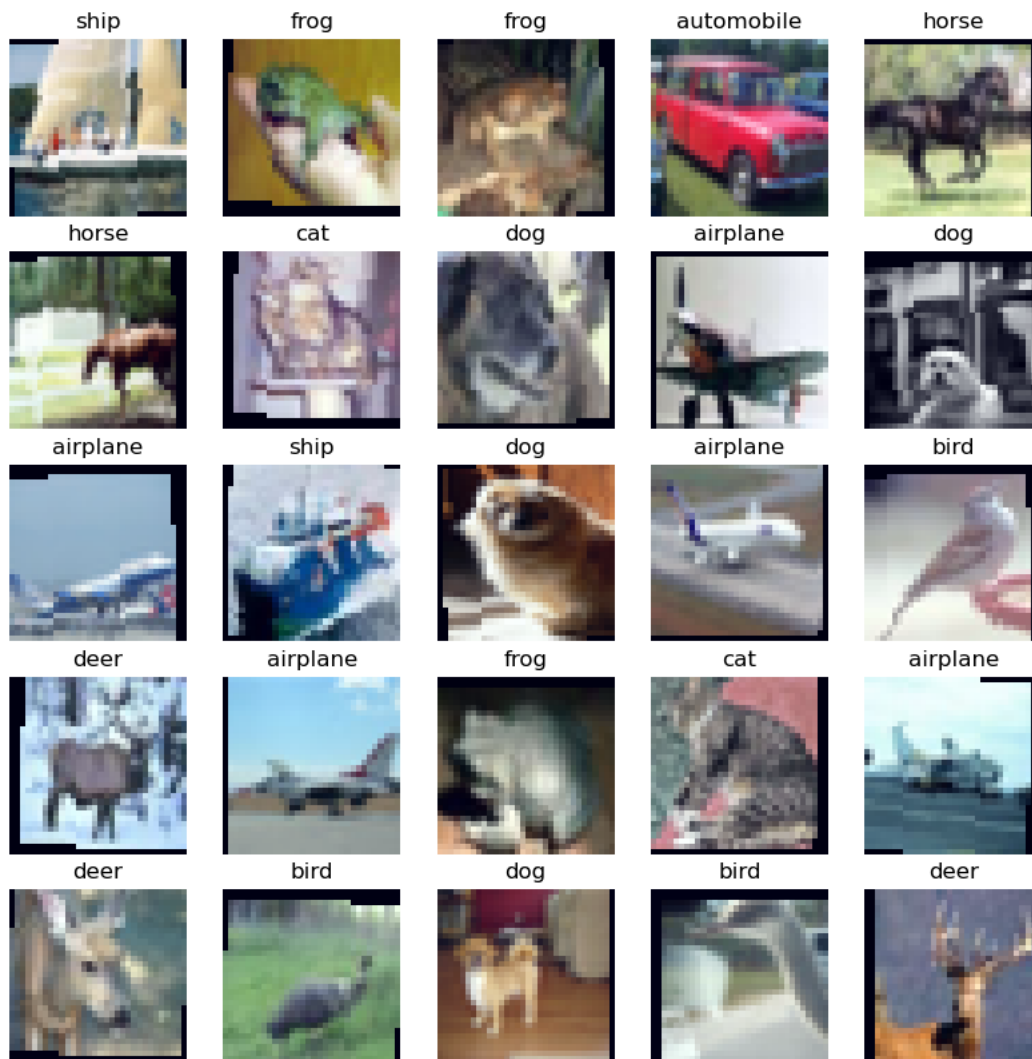 ship frog frog automobile horse
horse cat dog airplane dog
airplane ship dog airplane bird
deer airplane frog cat airplane
deer bird dog bird deer